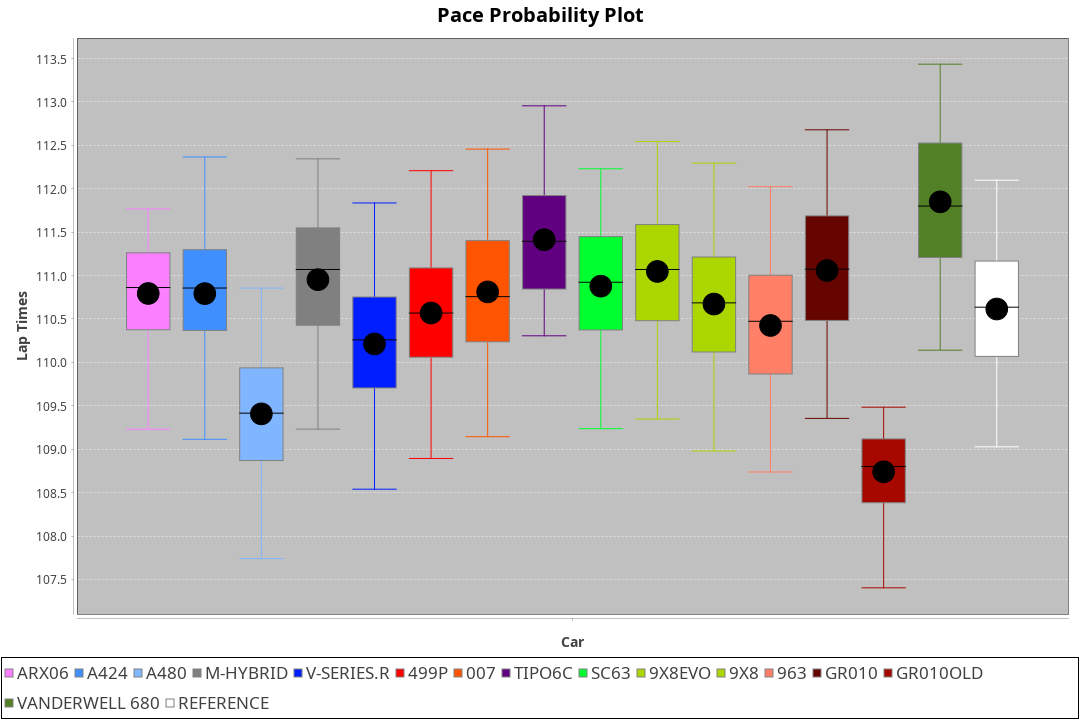 Pace Probability Plot
113.5
113.0
112.5
112.0
111.5
111.0
110.5
110.0
109.5
109.0
108.5
108.0
107.5
Lap Times
Car
ARX06 A424 A480 M-HYBRID V-SERIES.R 499P 007 TIPO6C SC63 9X8EVO 9X8 963 GR010 GR010OLD
VANDERWELL 680 REFERENCE